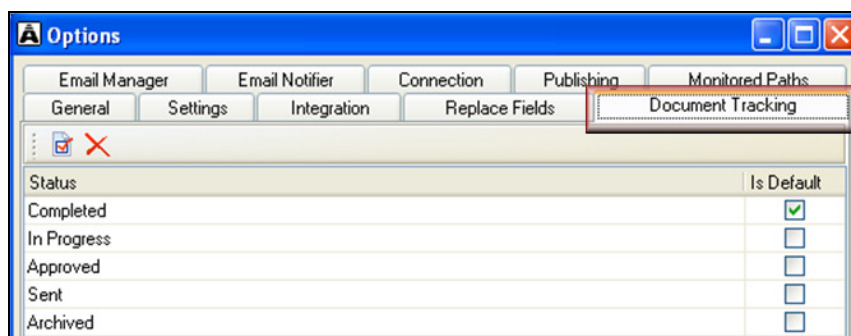 Options
Email Manager Email Notifier Connection Publishing Monitored Paths
General Settings Integration Replace Fields Document Tracking
Status Is Default
Completed
In Progress
Approved
Sent
Archived